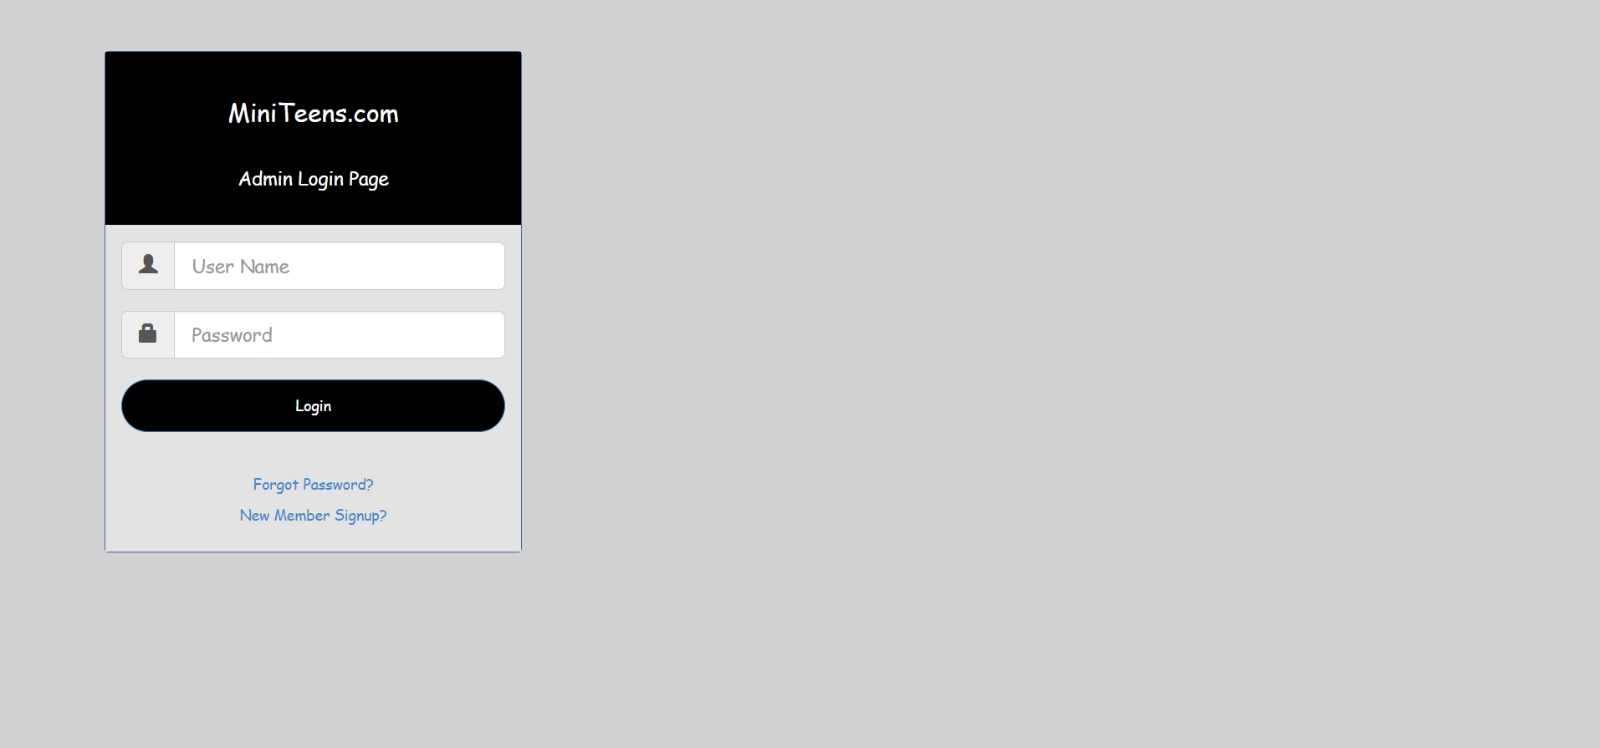 MiniTeens.com
Admin Login Page
User Name
Password
Login
Forgot Password?
New Member Signup?